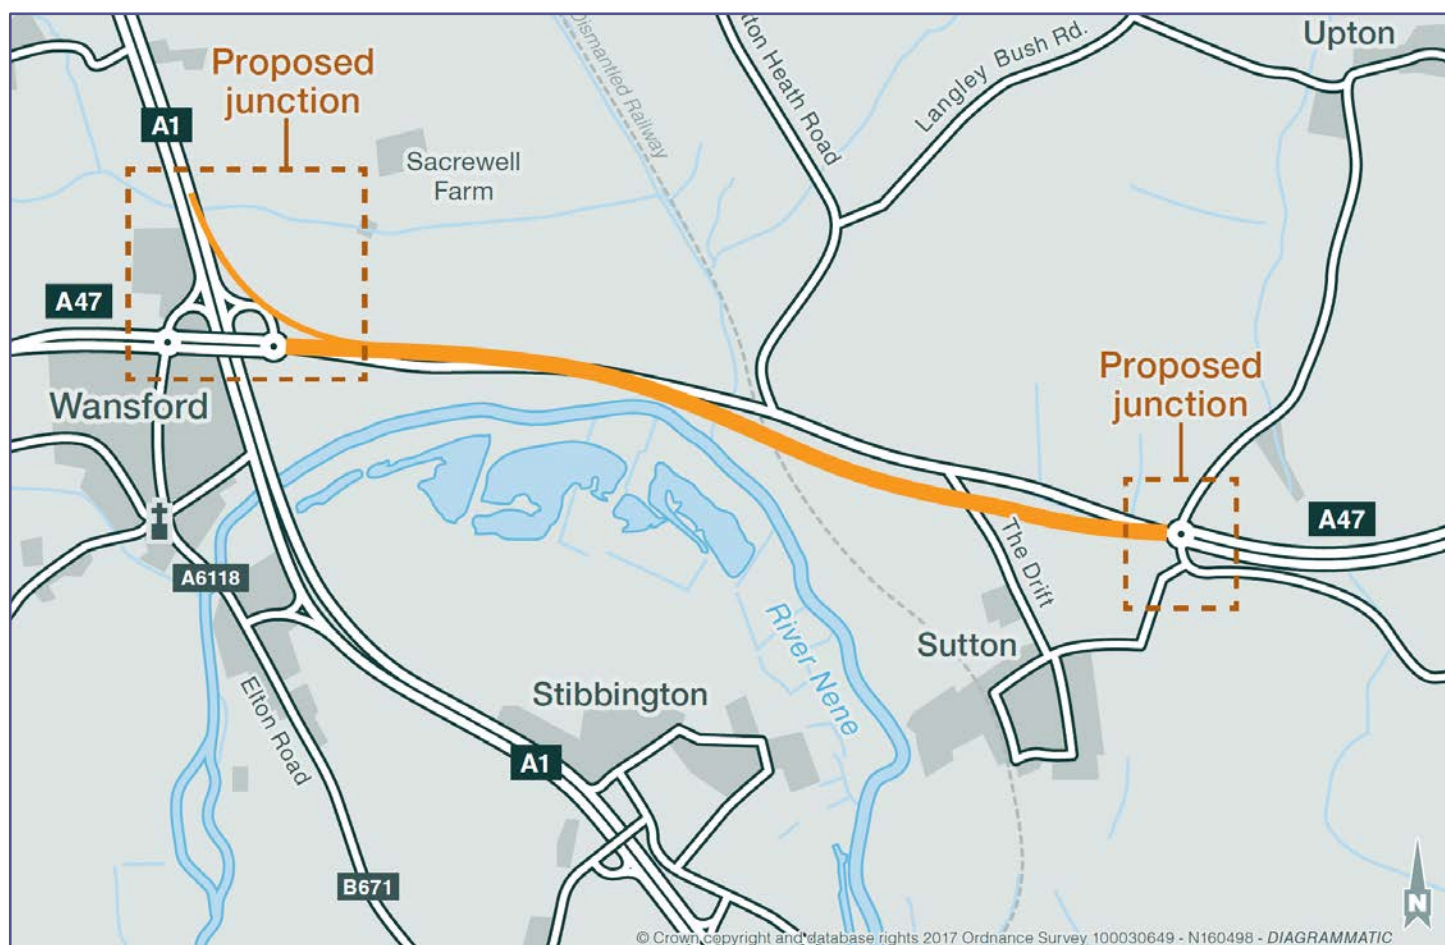 Proposed
junction
A1
Sacrewell
Farm
A47
Wansford
A6118
Elton Road
B671
Stibbington
A1
River Nene
Dismantled Railway
tton Heath Road
Langley Bush Rd.
Upton
Proposed
junction
A47
The Drift
Sutton
N
© Crown copyright and database rights 2017 Ordnance Survey 100030649 - N160498 - DIAGRAMMATIC